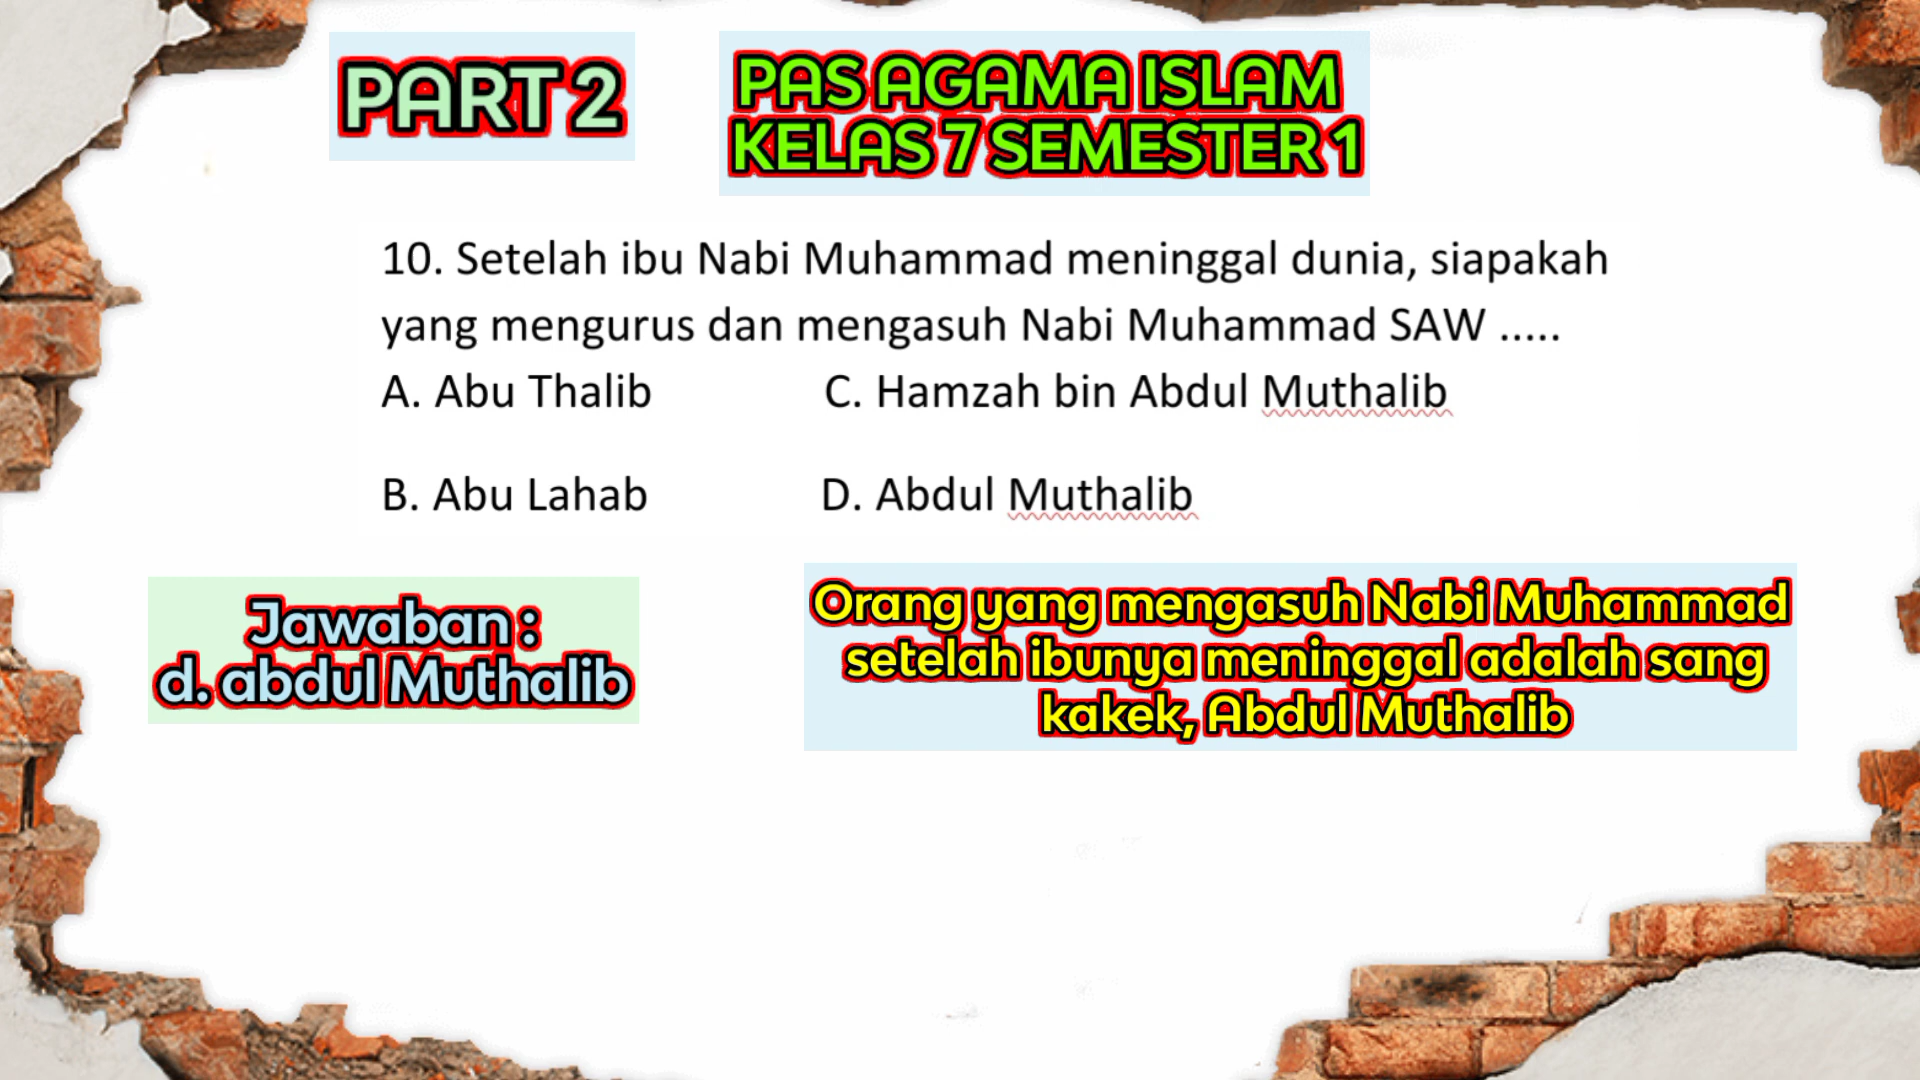 PART 2
PAS AGAMA ISLAM
KELAS 7 SEMESTER 1
10. Setelah ibu Nabi Muhammad meninggal dunia, siapakah
yang mengurus dan mengasuh Nabi Muhammad SAW .....
A. Abu Thalib
C. Hamzah bin Abdul Muthalib
B. Abu Lahab
D. Abdul Muthalib
Jawaban :
d. abdul Muthalib
Orang yang mengasuh Nabi Muhammad
setelah ibunya meninggal adalah sang
kakek, Abdul Muthalib